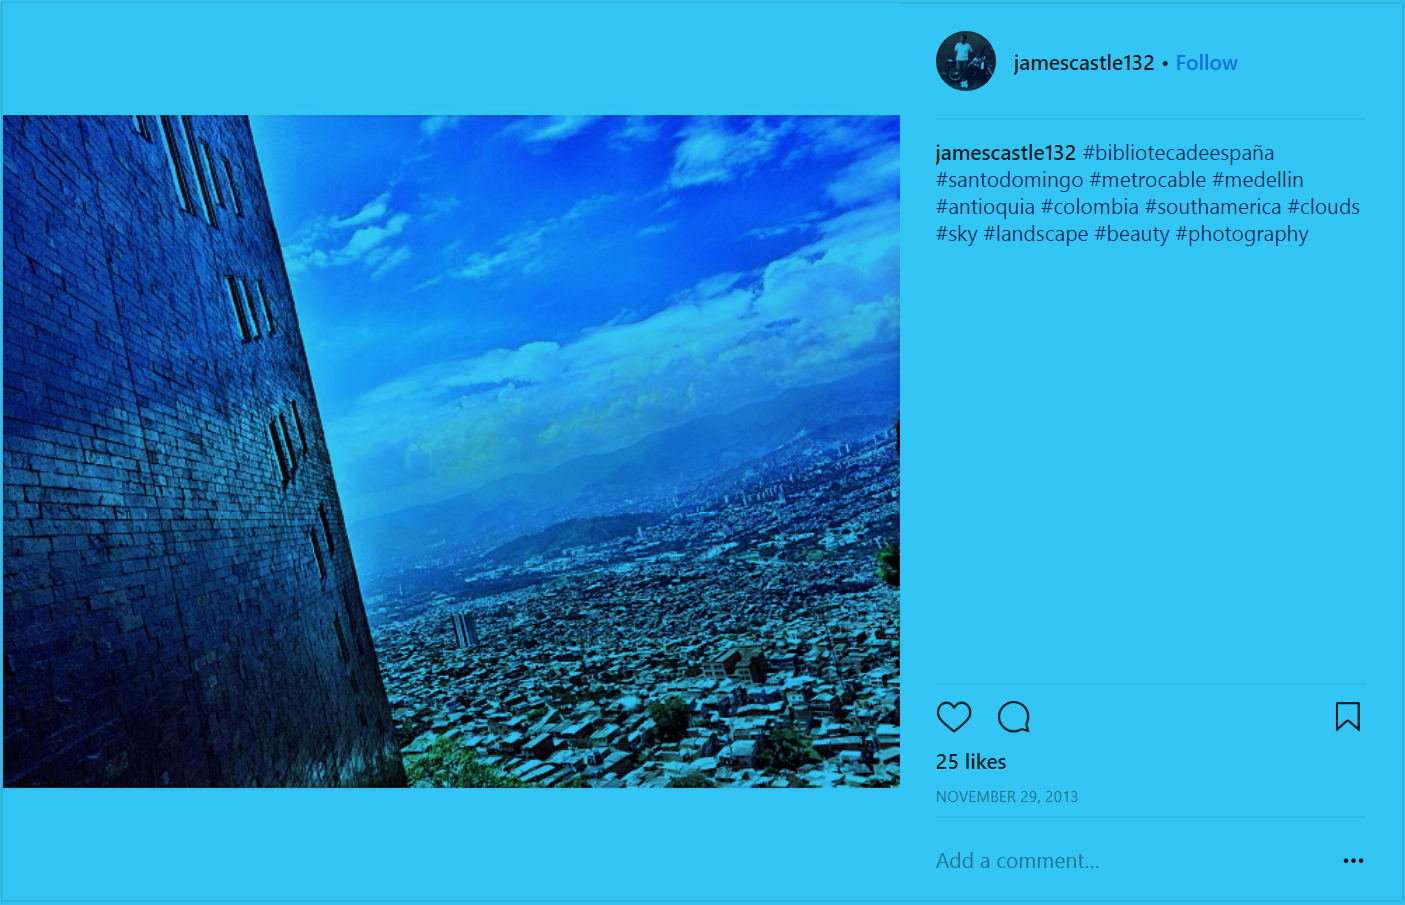 jamescastle132 • Follow
jamescastle132 #bibliotecadeespaña
#santodomingo #metrocable #medellin
#antioquia #colombia #southamerica #clouds
#sky #landscape #beauty #photography
25 likes
NOVEMBER 29, 2013
Add a comment...